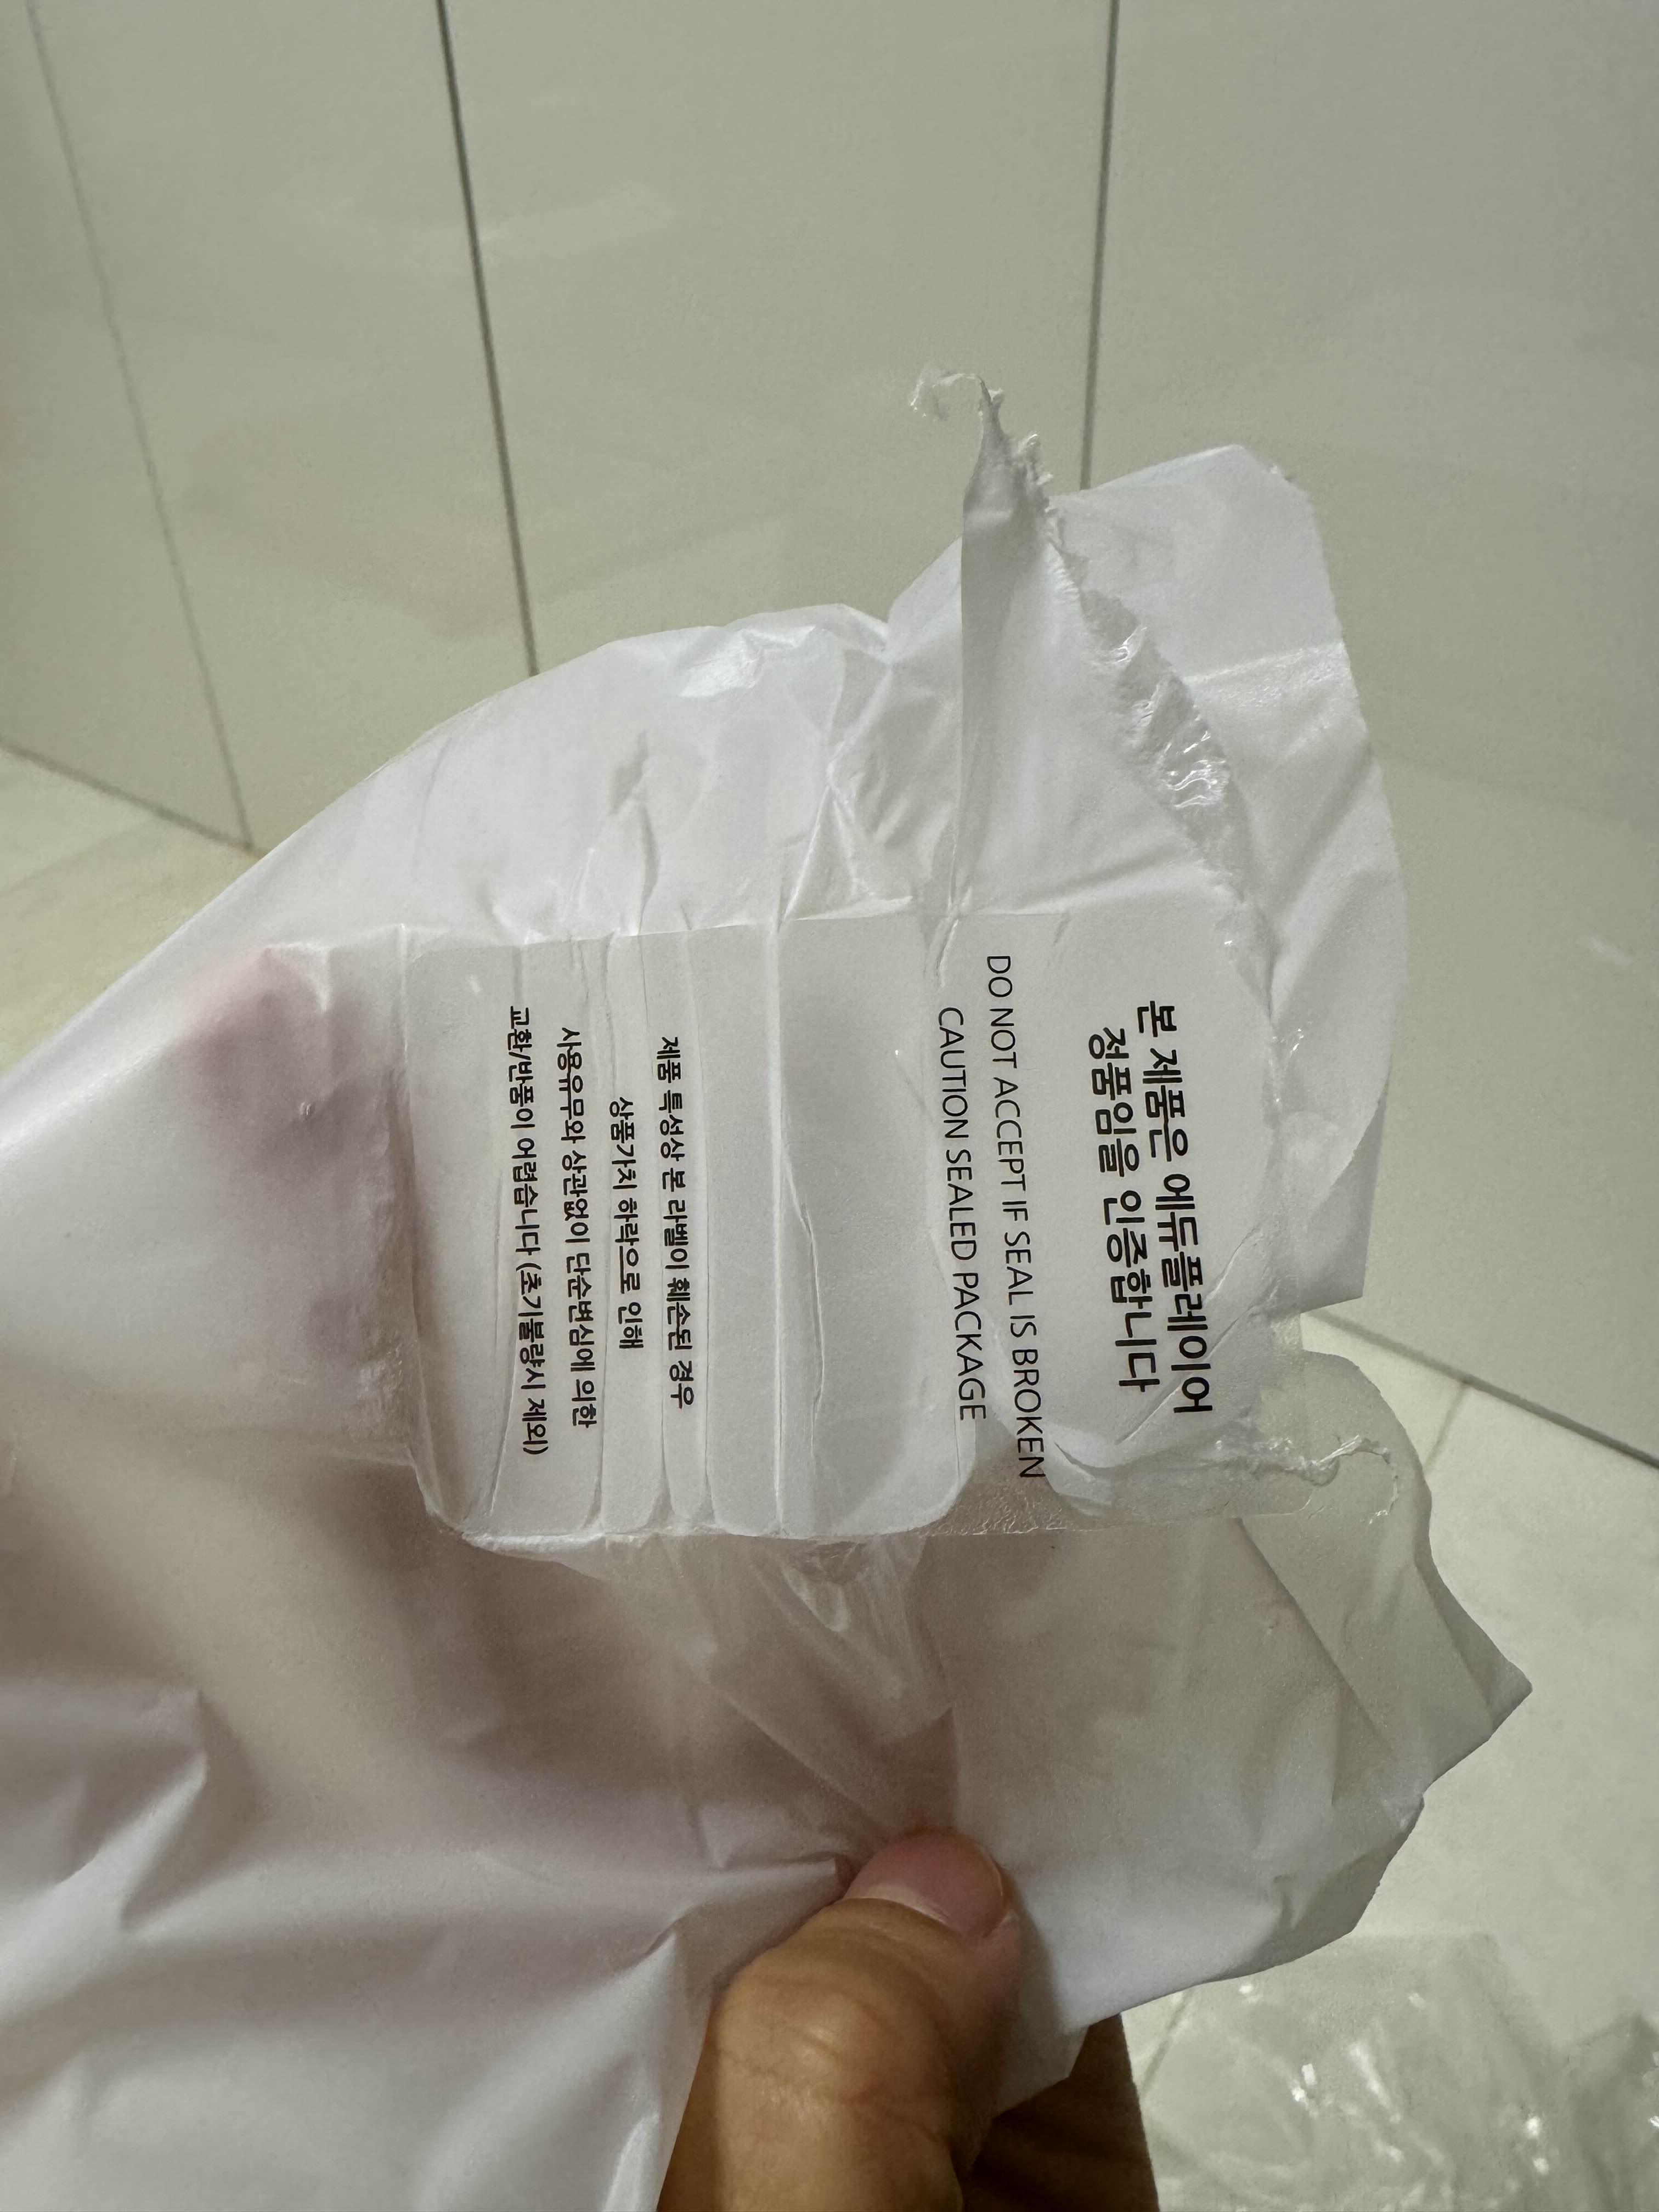 본 제품은 에듀플레이어
정품임을 인증합니다
DO NOT ACCEPT IF SEAL IS BROKEN
CAUTION SEALED PACKAGE
제품 특성상 본 라벨이 훼손된 경우
상품가치 하락으로 인해
사용유무와 상관없이 단순변심에 의한
교환/반품이 어렵습니다 (초기불량시 제외)